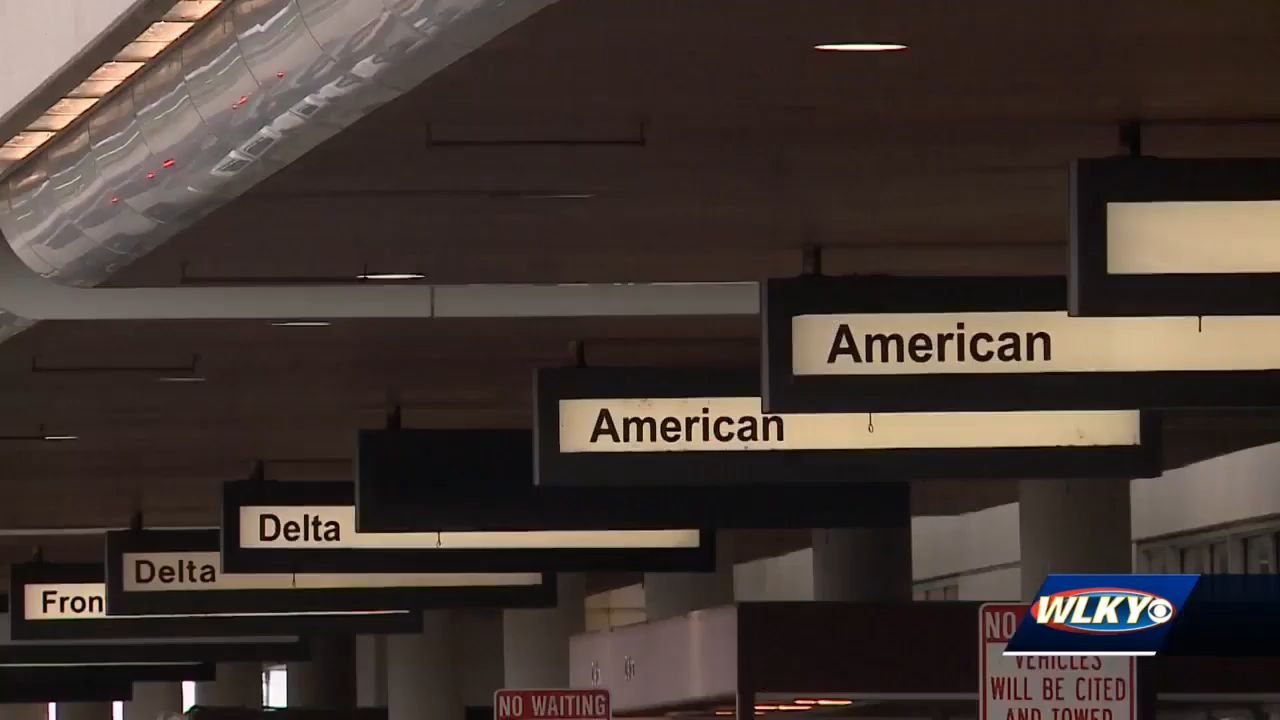 American
American
Delta
Delta
Fron
NO WAITING
NO
VEHICLES
WILL BE CITED
AND TOWED
WLKY